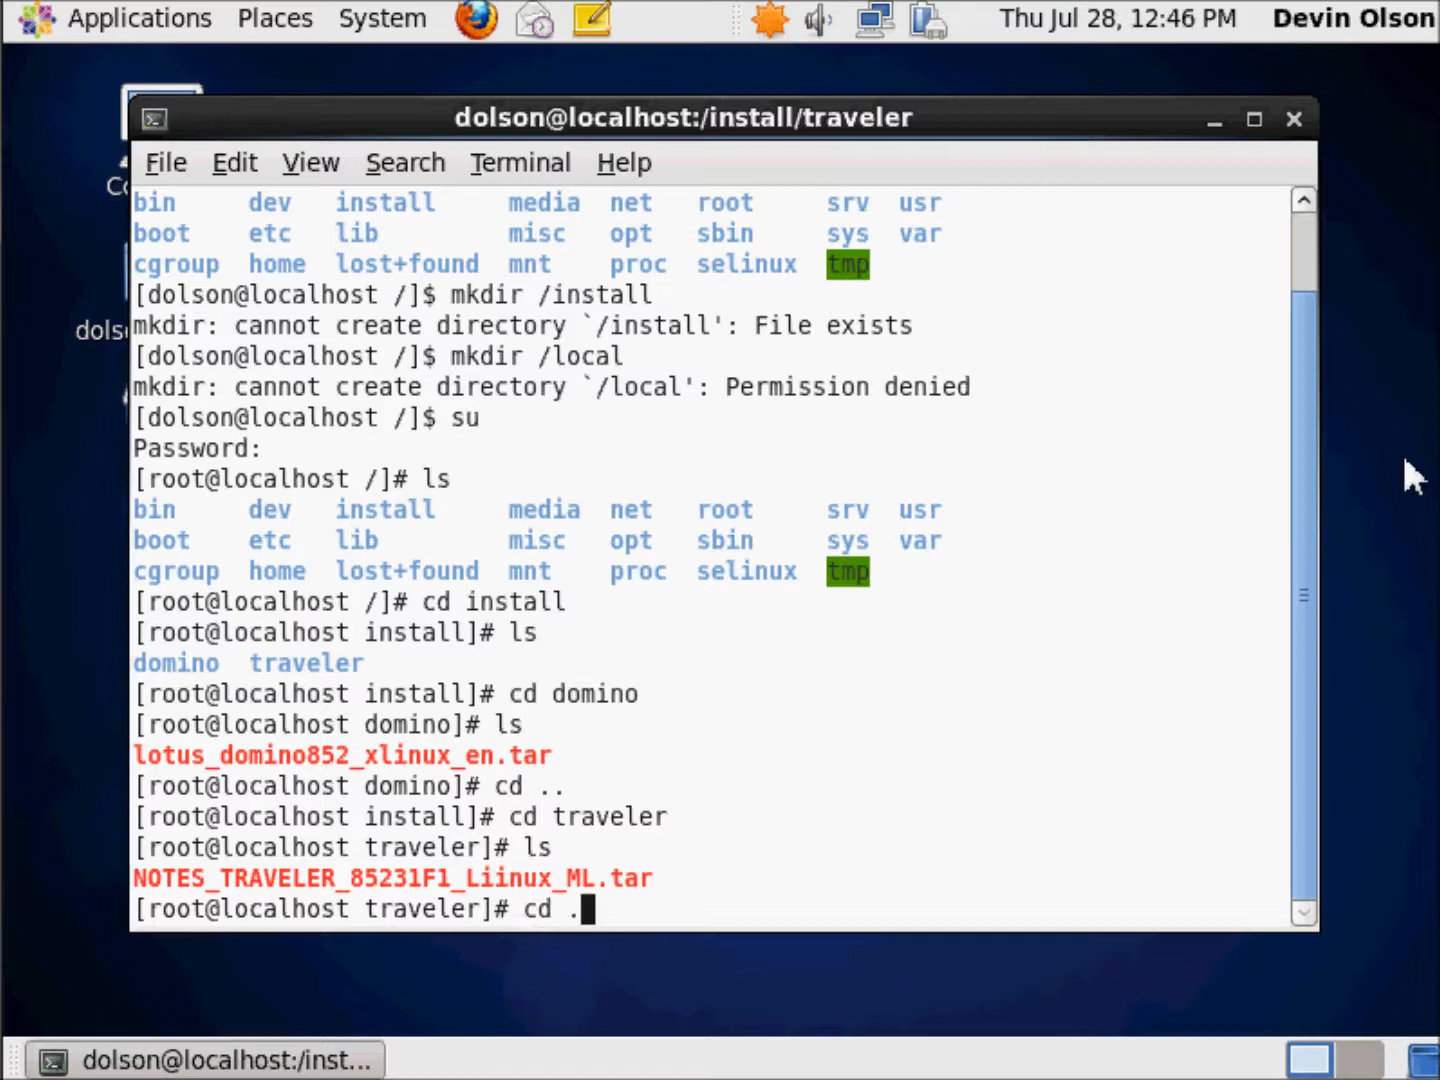 Applications Places System Thu Jul 28, 12:46 PM Devin Olson
dolson@localhost:/install/traveler
File Edit View Search Terminal Help
bin dev install media net root srv usr
boot etc lib misc opt sbin sys var
cgroup home lost+found mnt proc selinux tmp
[dolson@localhost /]$ mkdir /install
mkdir: cannot create directory `/install': File exists
[dolson@localhost /]$ mkdir /local
mkdir: cannot create directory `/local': Permission denied
[dolson@localhost /]$ su
Password:
[root@localhost /]# ls
bin dev install media net root srv usr
boot etc lib misc opt sbin sys var
cgroup home lost+found mnt proc selinux tmp
[root@localhost /]# cd install
[root@localhost install]# ls
domino traveler
[root@localhost install]# cd domino
[root@localhost domino]# ls
lotus_domino852_xlinux_en.tar
[root@localhost domino]# cd ..
[root@localhost install]# cd traveler
[root@localhost traveler]# ls
NOTES_TRAVELER_85231F1_Liinux_ML.tar
[root@localhost traveler]# cd .
dolson@localhost:/inst...